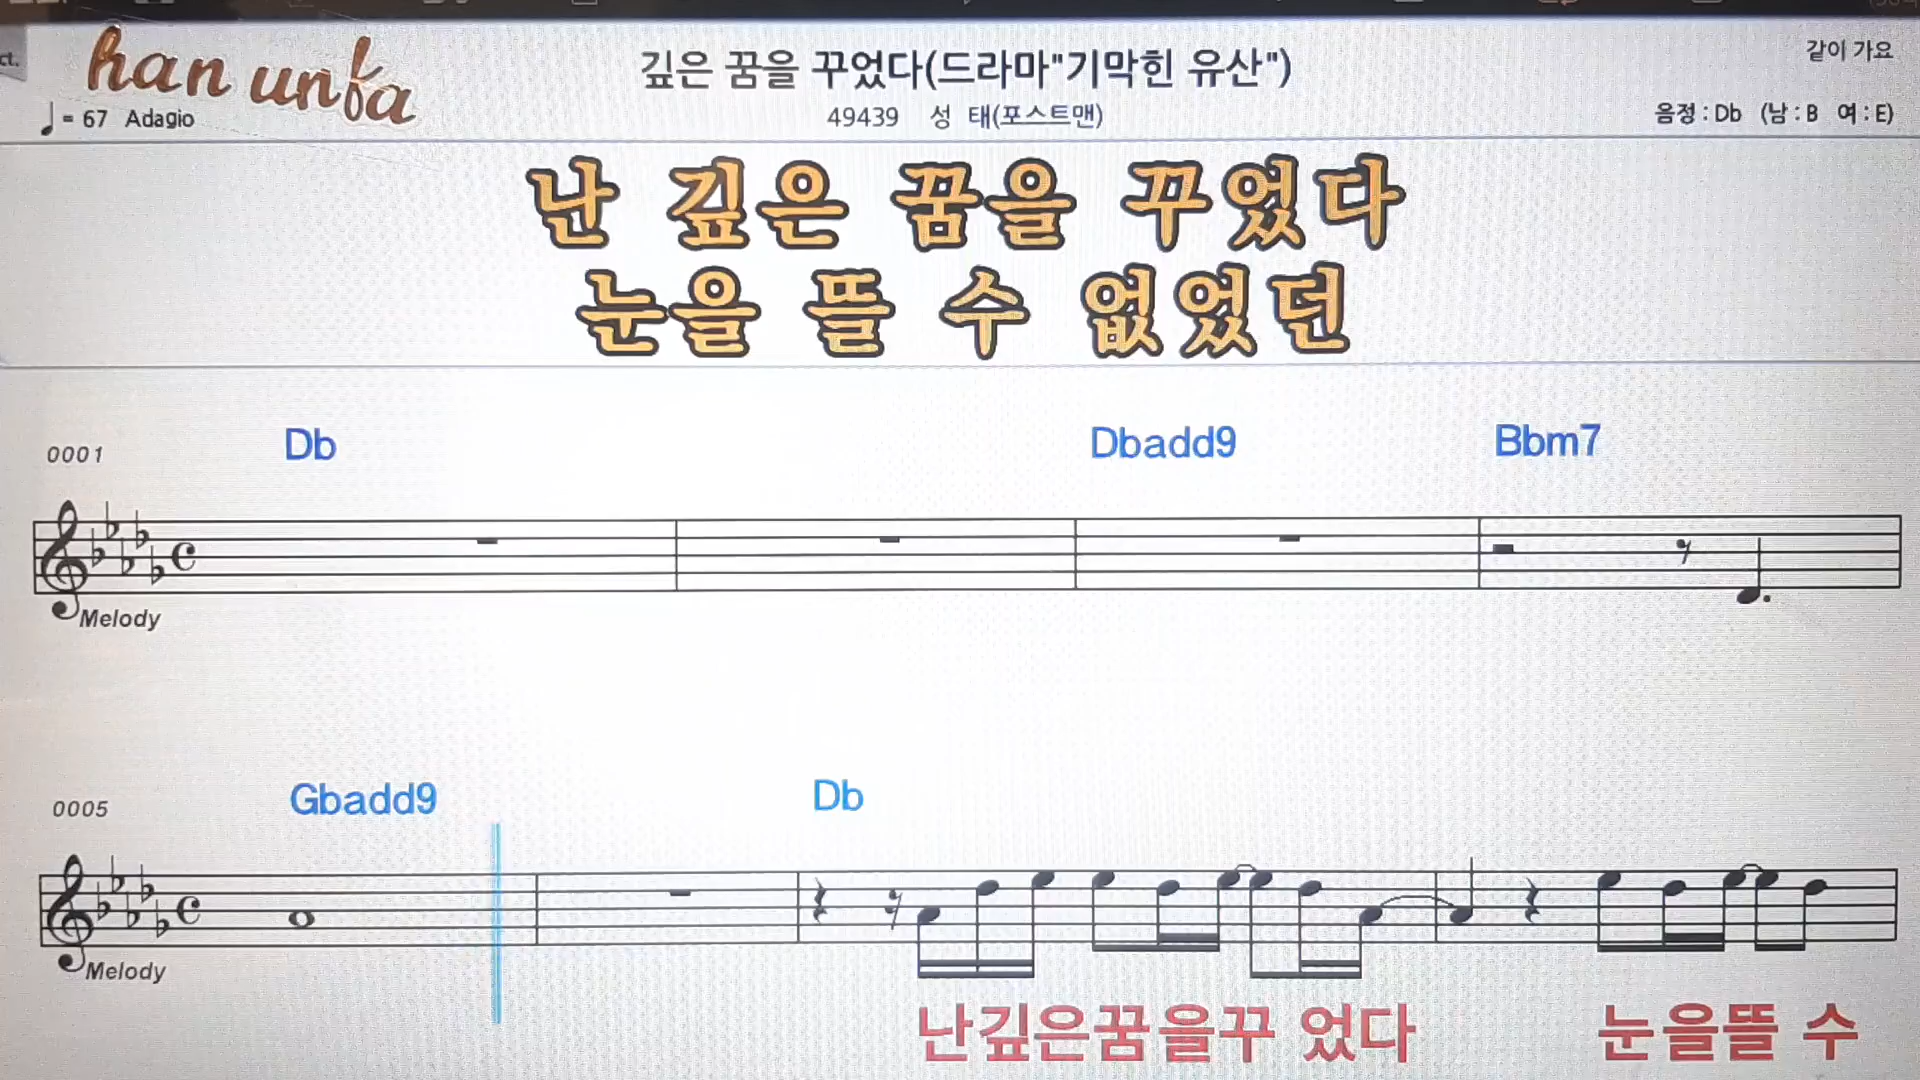 han unba
깊은 꿈을 꾸었다(드라마"기막힌 유산")
같이 가요
= 67 Adagio
49439 성 태(포스트맨)
음정 : Db (남 : B 여 : E)
난 깊은 꿈을 꾸었다
눈을 뜰 수 없었던
0001 Db Dbadd9 Bbm7
Melody
0005 Gbadd9 Db
Melody
난깊은꿈을꾸 었다 눈을뜰 수